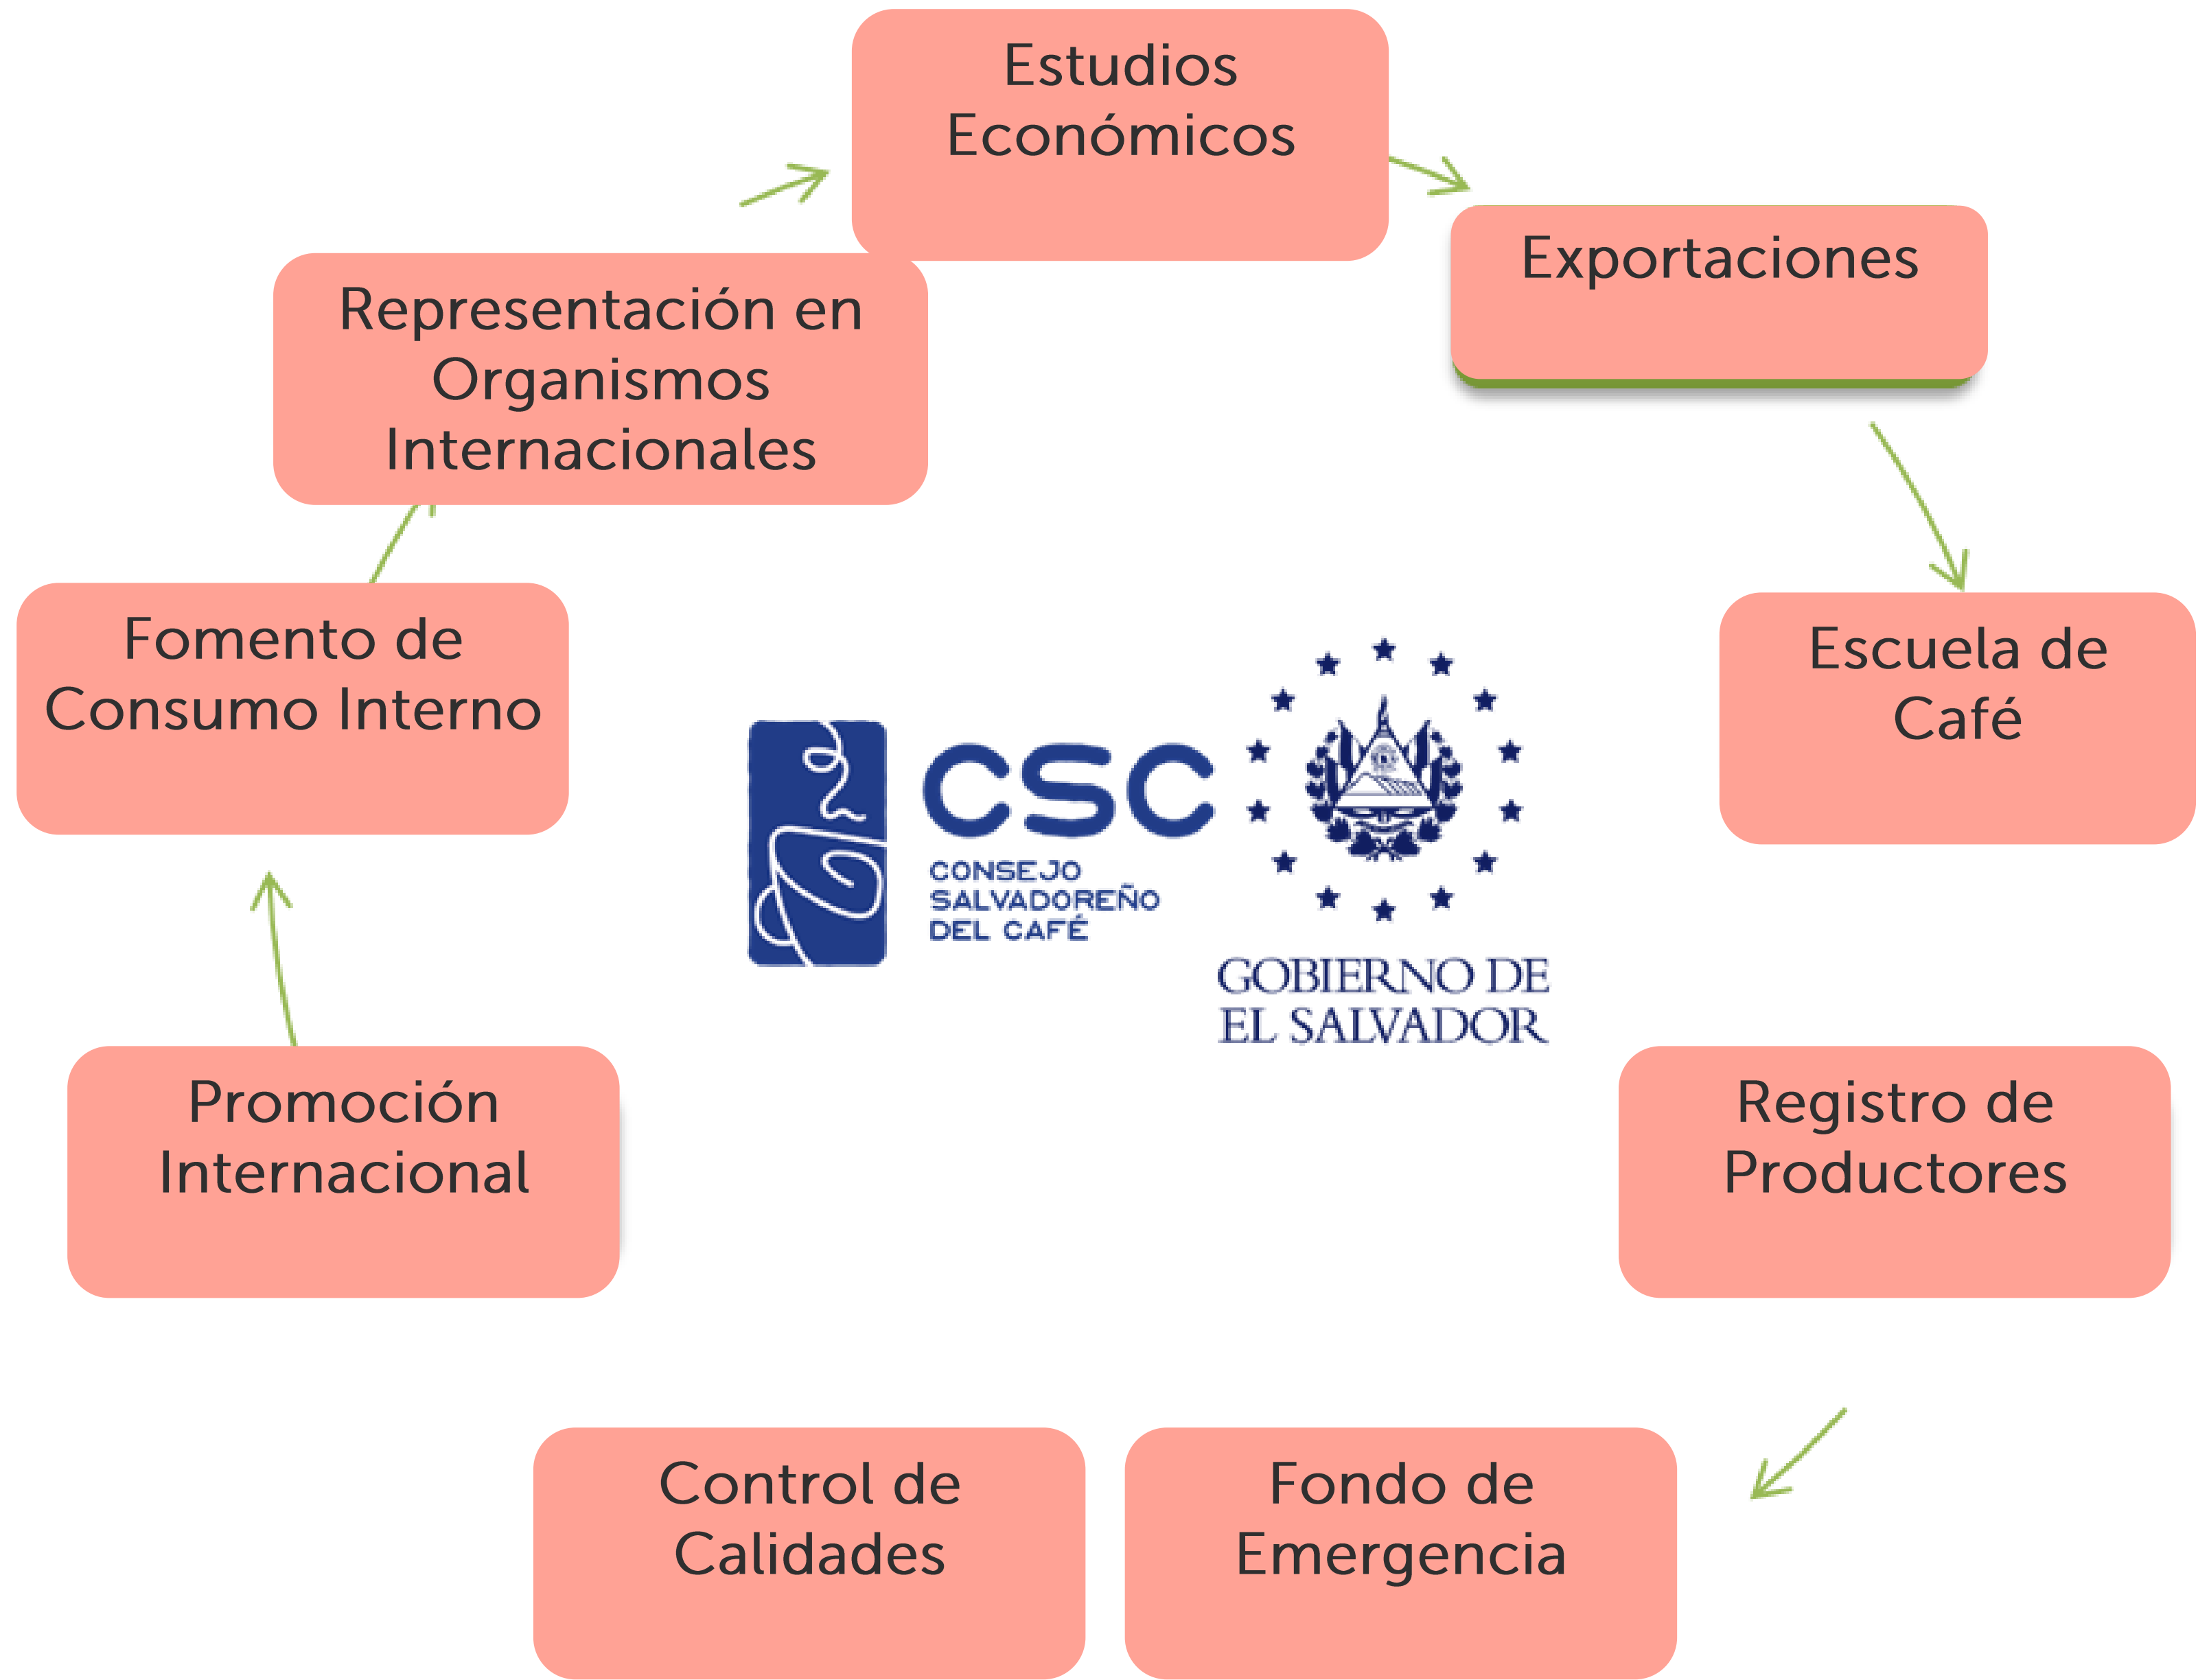 Estudios
Económicos
Exportaciones
Representación en
Organismos
Internacionales
Fomento de
Consumo Interno
Escuela de
Café
CSC
CONSEJO
SALVADOREÑO
DEL CAFÉ
GOBIERNO DE
EL SALVADOR
Promoción
Internacional
Registro de
Productores
Control de
Calidades
Fondo de
Emergencia